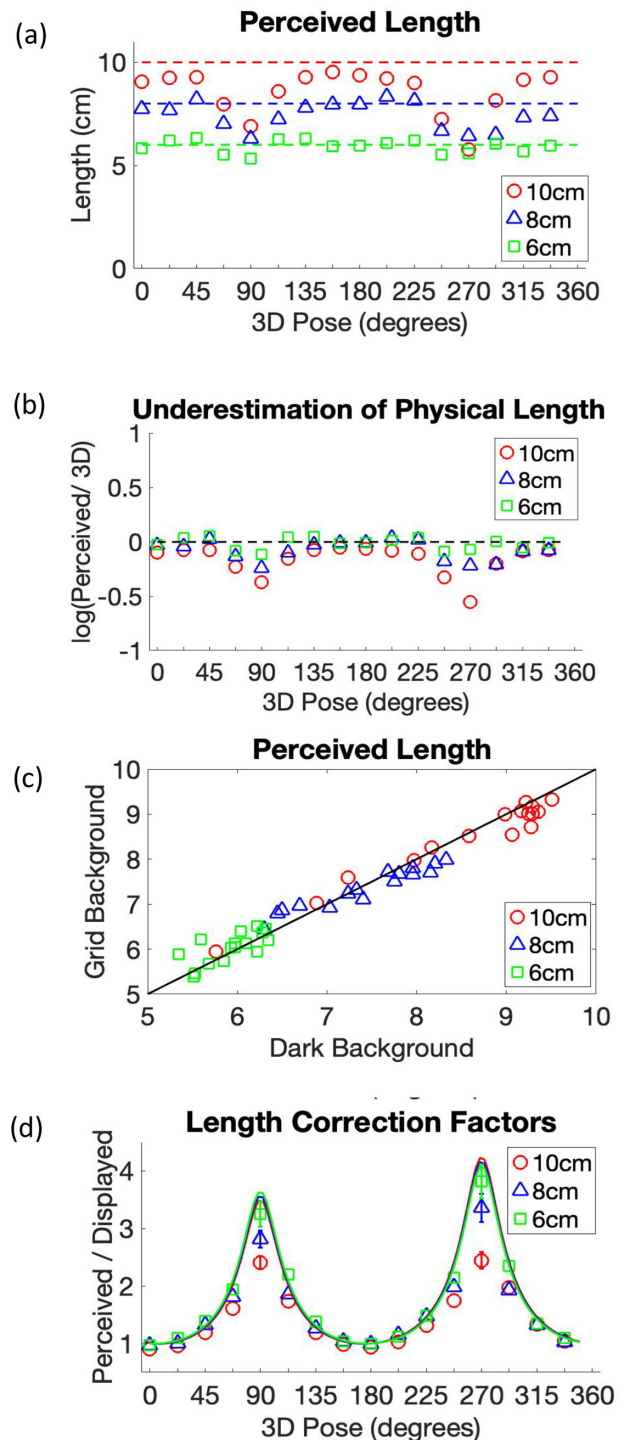 (a)
Perceived Length
Length (cm)
10
5
0
10cm
8cm
6cm
0 45 90 135 180 225 270 315 360
3D Pose (degrees)
(b)
Underestimation of Physical Length
log(Perceived/ 3D)
1
0.5
0
-0.5
-1
10cm
8cm
6cm
0 45 90 135 180 225 270 315 360
3D Pose (degrees)
(c)
Perceived Length
Grid Background
10
9
8
7
6
5
10cm
8cm
6cm
5 6 7 8 9 10
Dark Background
(d)
Length Correction Factors
Perceived / Displayed
4
3
2
1
10cm
8cm
6cm
0 45 90 135 180 225 270 315 360
3D Pose (degrees)